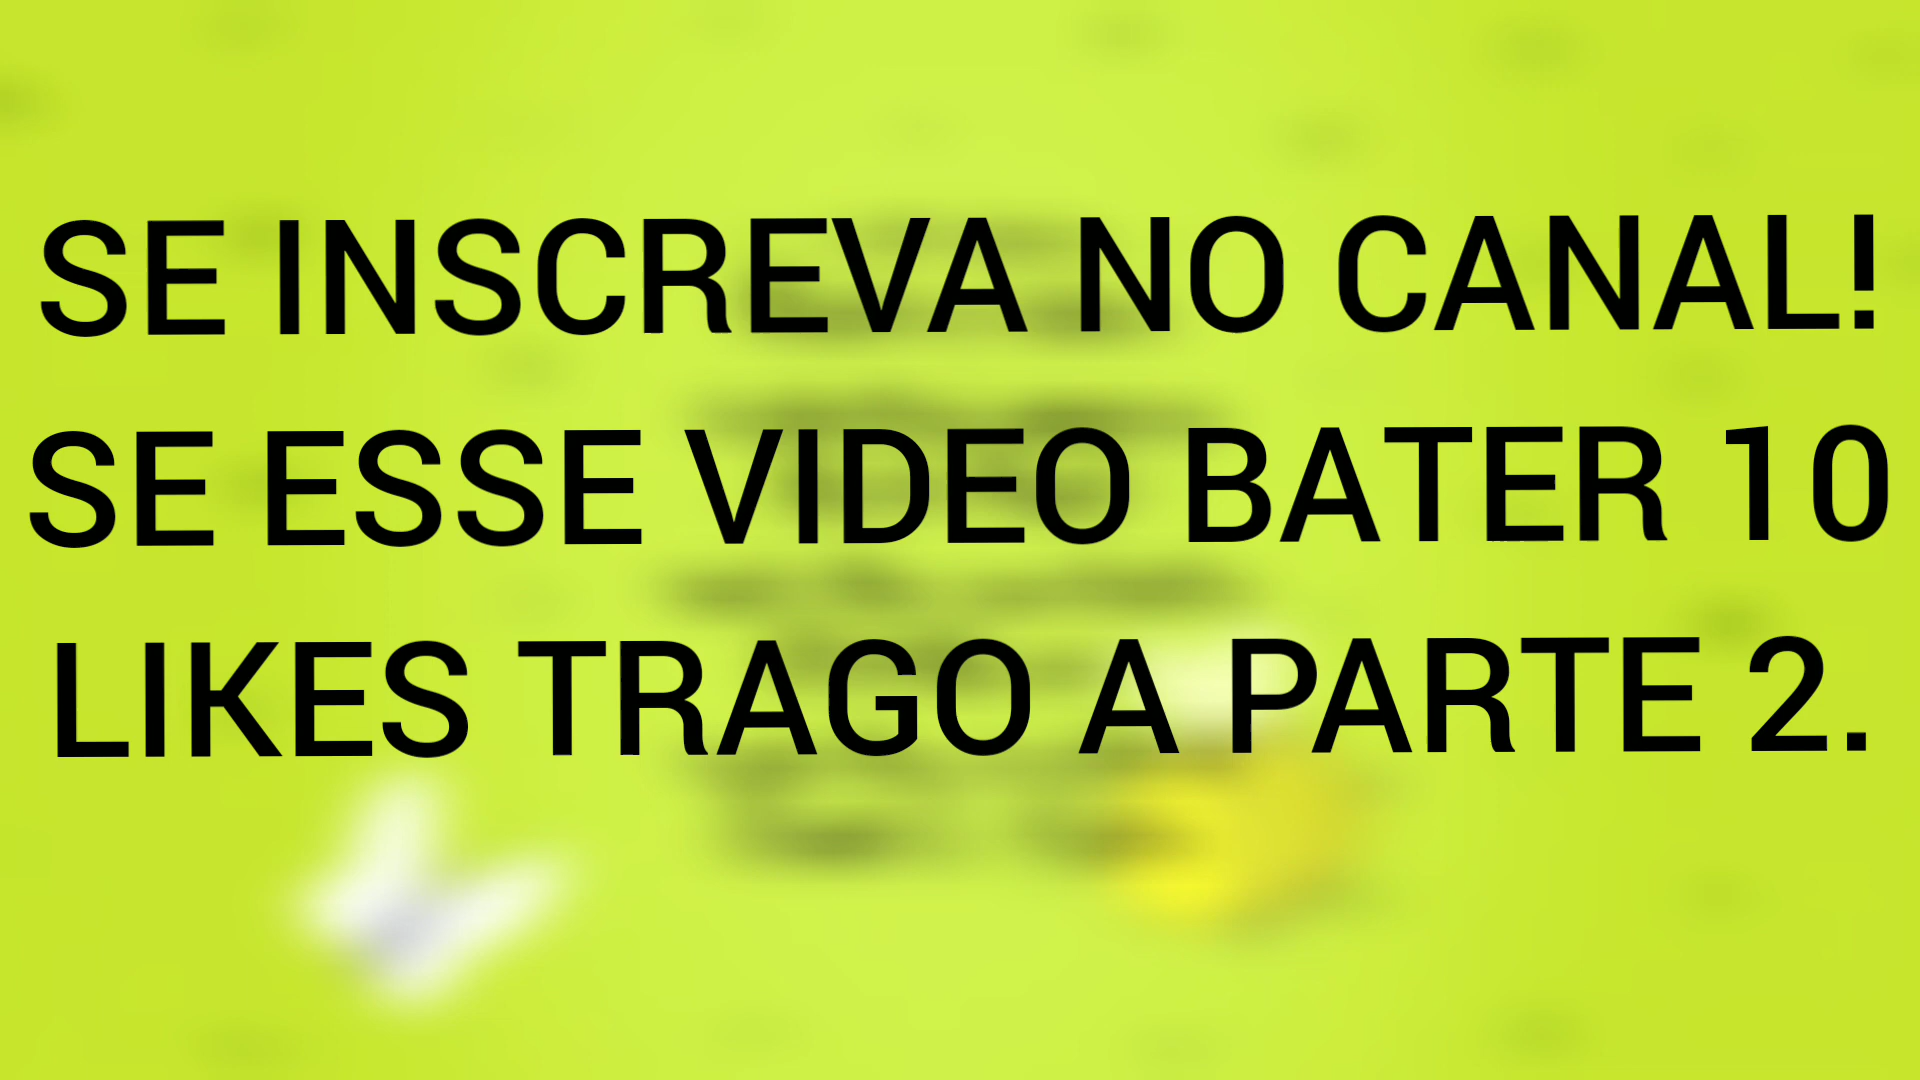 SE INSCREVA NO CANAL!
SE ESSE VIDEO BATER 10
LIKES TRAGO A PARTE 2.